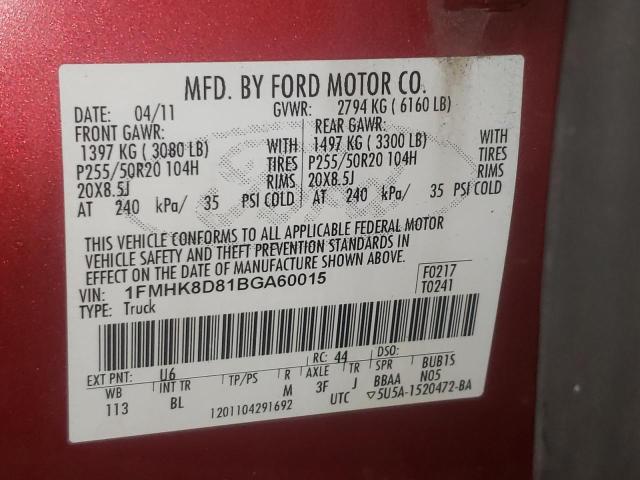 MFD. BY FORD MOTOR CO.
DATE: 04/11 GVWR: 2794 KG ( 6160 LB)
FRONT GAWR: REAR GAWR:
1397 KG ( 3080 LB) WITH 1497 KG ( 3300 LB) WITH
P255/50R20 104H TIRES P255/50R20 104H TIRES
20X8.5J RIMS 20X8.5J RIMS
AT 240 kPa/ 35 PSI COLD AT 240 kPa/ 35 PSI COLD
THIS VEHICLE CONFORMS TO ALL APPLICABLE FEDERAL MOTOR
VEHICLE SAFETY AND THEFT PREVENTION STANDARDS IN
EFFECT ON THE DATE OF MANUFACTURE SHOWN ABOVE.
VIN: 1FMHK8D81BGA60015 F0217
TYPE: Truck T0241
EXT PNT: U6 RC: 44 DSO:
WB INT TR TP/PS R AXLE TR SPR BUB1S
113 BL M 3F J BBAA N05
1201104291692 UTC ▽5U5A-1520472-BA